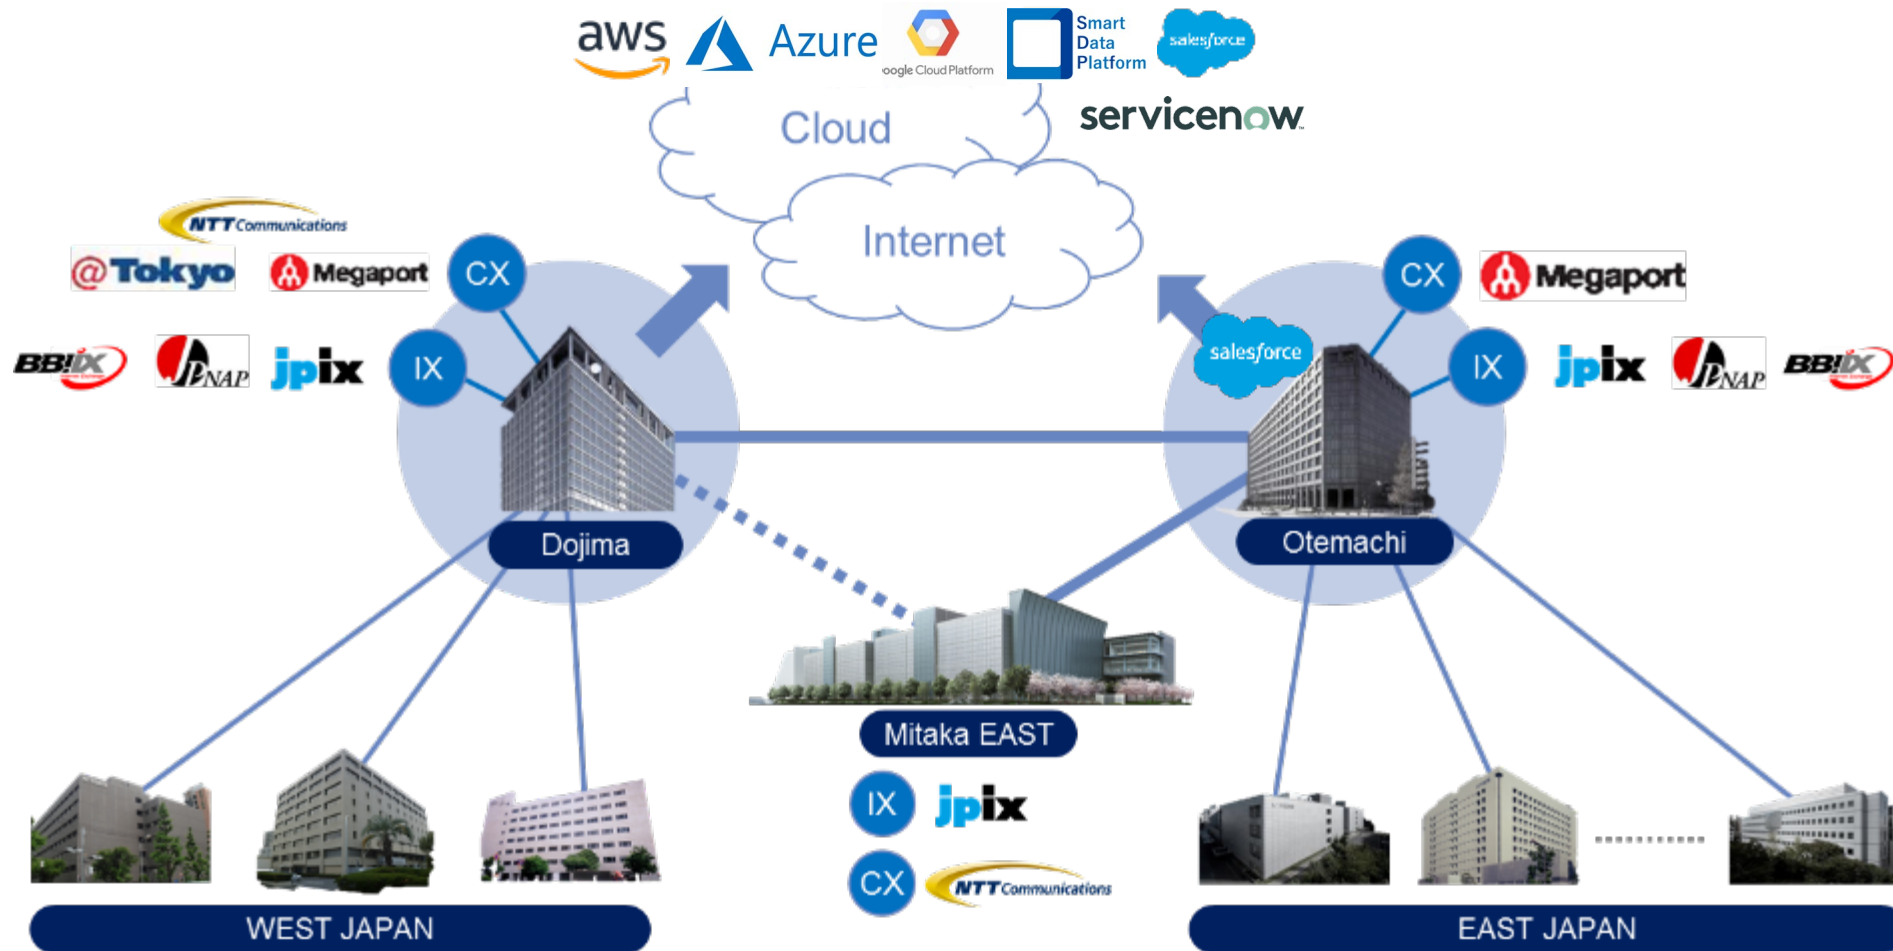 aws
Azure
oogle Cloud Platform
Smart
Data
Platform
salesforce
servicenow
Cloud
Internet
NTT Communications
@Tokyo
Megaport
CX
BBIX
JPNAP
jpix
IX
CX
Megaport
salesforce
IX
jpix
JPNAP
BBIX
Dojima
Otemachi
Mitaka EAST
IX
jpix
CX
NTT Communications
WEST JAPAN
EAST JAPAN